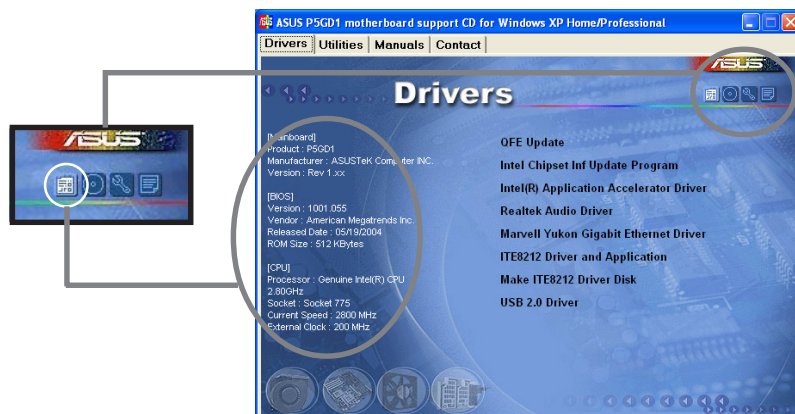 ASUS P5GD1 motherboard support CD for Windows XP Home/Professional
Drivers Utilities Manuals Contact
ASUS
Drivers
ASUS
[Mainboard]
Product : P5GD1
Manufacturer : ASUSTeK Computer INC.
Version : Rev 1.xx
[BIOS]
Version : 1001.055
Vendor : American Megatrends Inc.
Released Date : 05/19/2004
ROM Size : 512 KBytes
[CPU]
Processor : Genuine Intel(R) CPU
2.80GHz
Socket : Socket 775
Current Speed : 2800 MHz
External Clock : 200 MHz
QFE Update
Intel Chipset Inf Update Program
Intel(R) Application Accelerator Driver
Realtek Audio Driver
Marvell Yukon Gigabit Ethernet Driver
ITE8212 Driver and Application
Make ITE8212 Driver Disk
USB 2.0 Driver